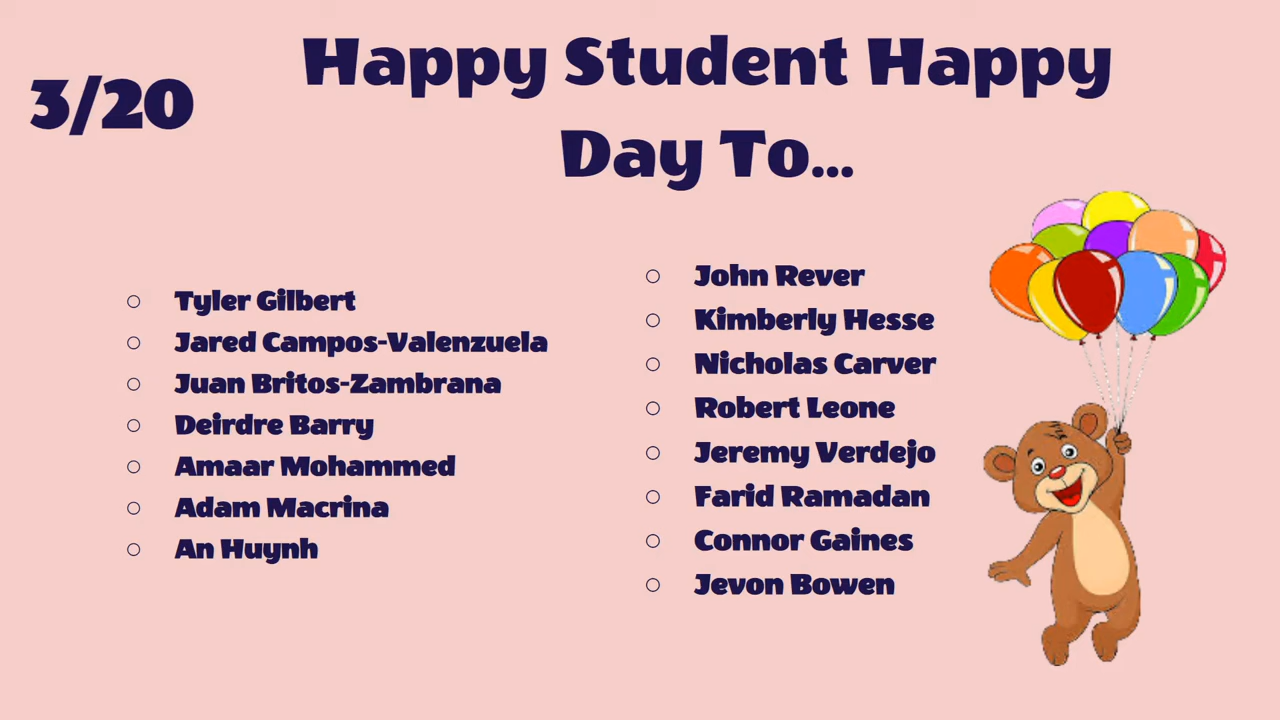 3/20
Happy Student Happy
Day To...
Tyler Gilbert
Jared Campos-Valenzuela
Juan Britos-Zambrana
Deirdre Barry
Amaar Mohammed
Adam Macrina
An Huynh
John Rever
Kimberly Hesse
Nicholas Carver
Robert Leone
Jeremy Verdejo
Farid Ramadan
Connor Gaines
Jevon Bowen